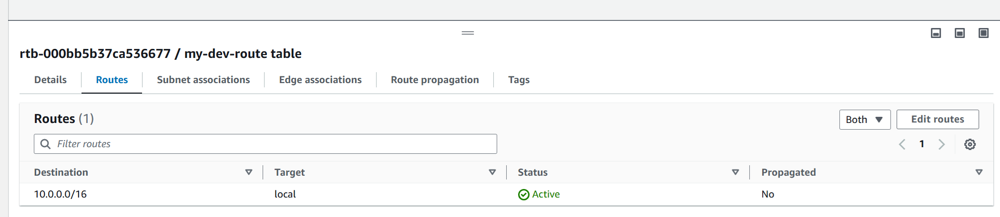 rtb-000bb5b37ca536677 / my-dev-route table
Details Routes Subnet associations Edge associations Route propagation Tags
Routes (1)
Both Edit routes
Filter routes
1
Destination Target Status Propagated
10.0.0.0/16 local Active No